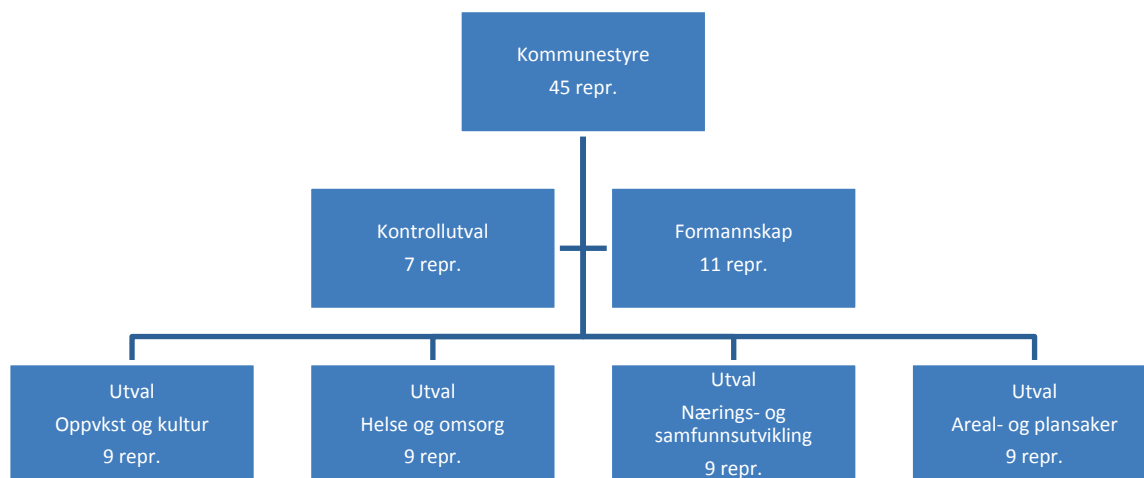 Kommunestyre
45 repr.
Kontrollutval
7 repr.
Formannskap
11 repr.
Utval
Oppvkst og kultur
9 repr.
Utval
Helse og omsorg
9 repr.
Utval
Nærings- og
samfunnsutvikling
9 repr.
Utval
Areal- og plansaker
9 repr.